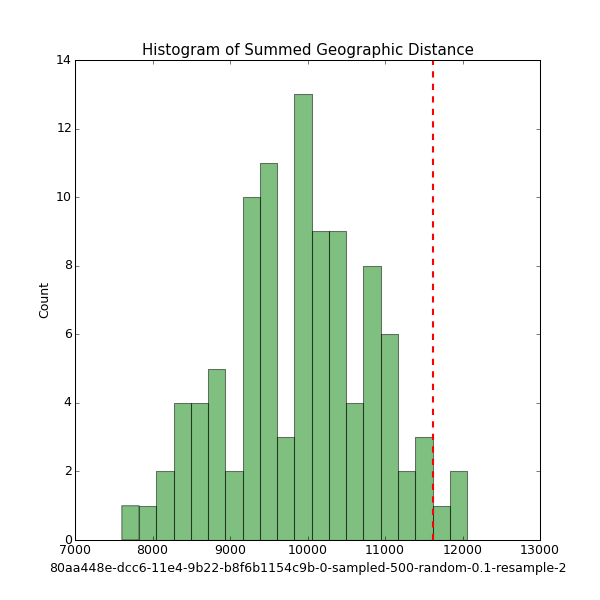 Histogram of Summed Geographic Distance
14
12
10
8
6
4
2
0
Count
7000 8000 9000 10000 11000 12000 13000
80aa448e-dcc6-11e4-9b22-b8f6b1154c9b-0-sampled-500-random-0.1-resample-2